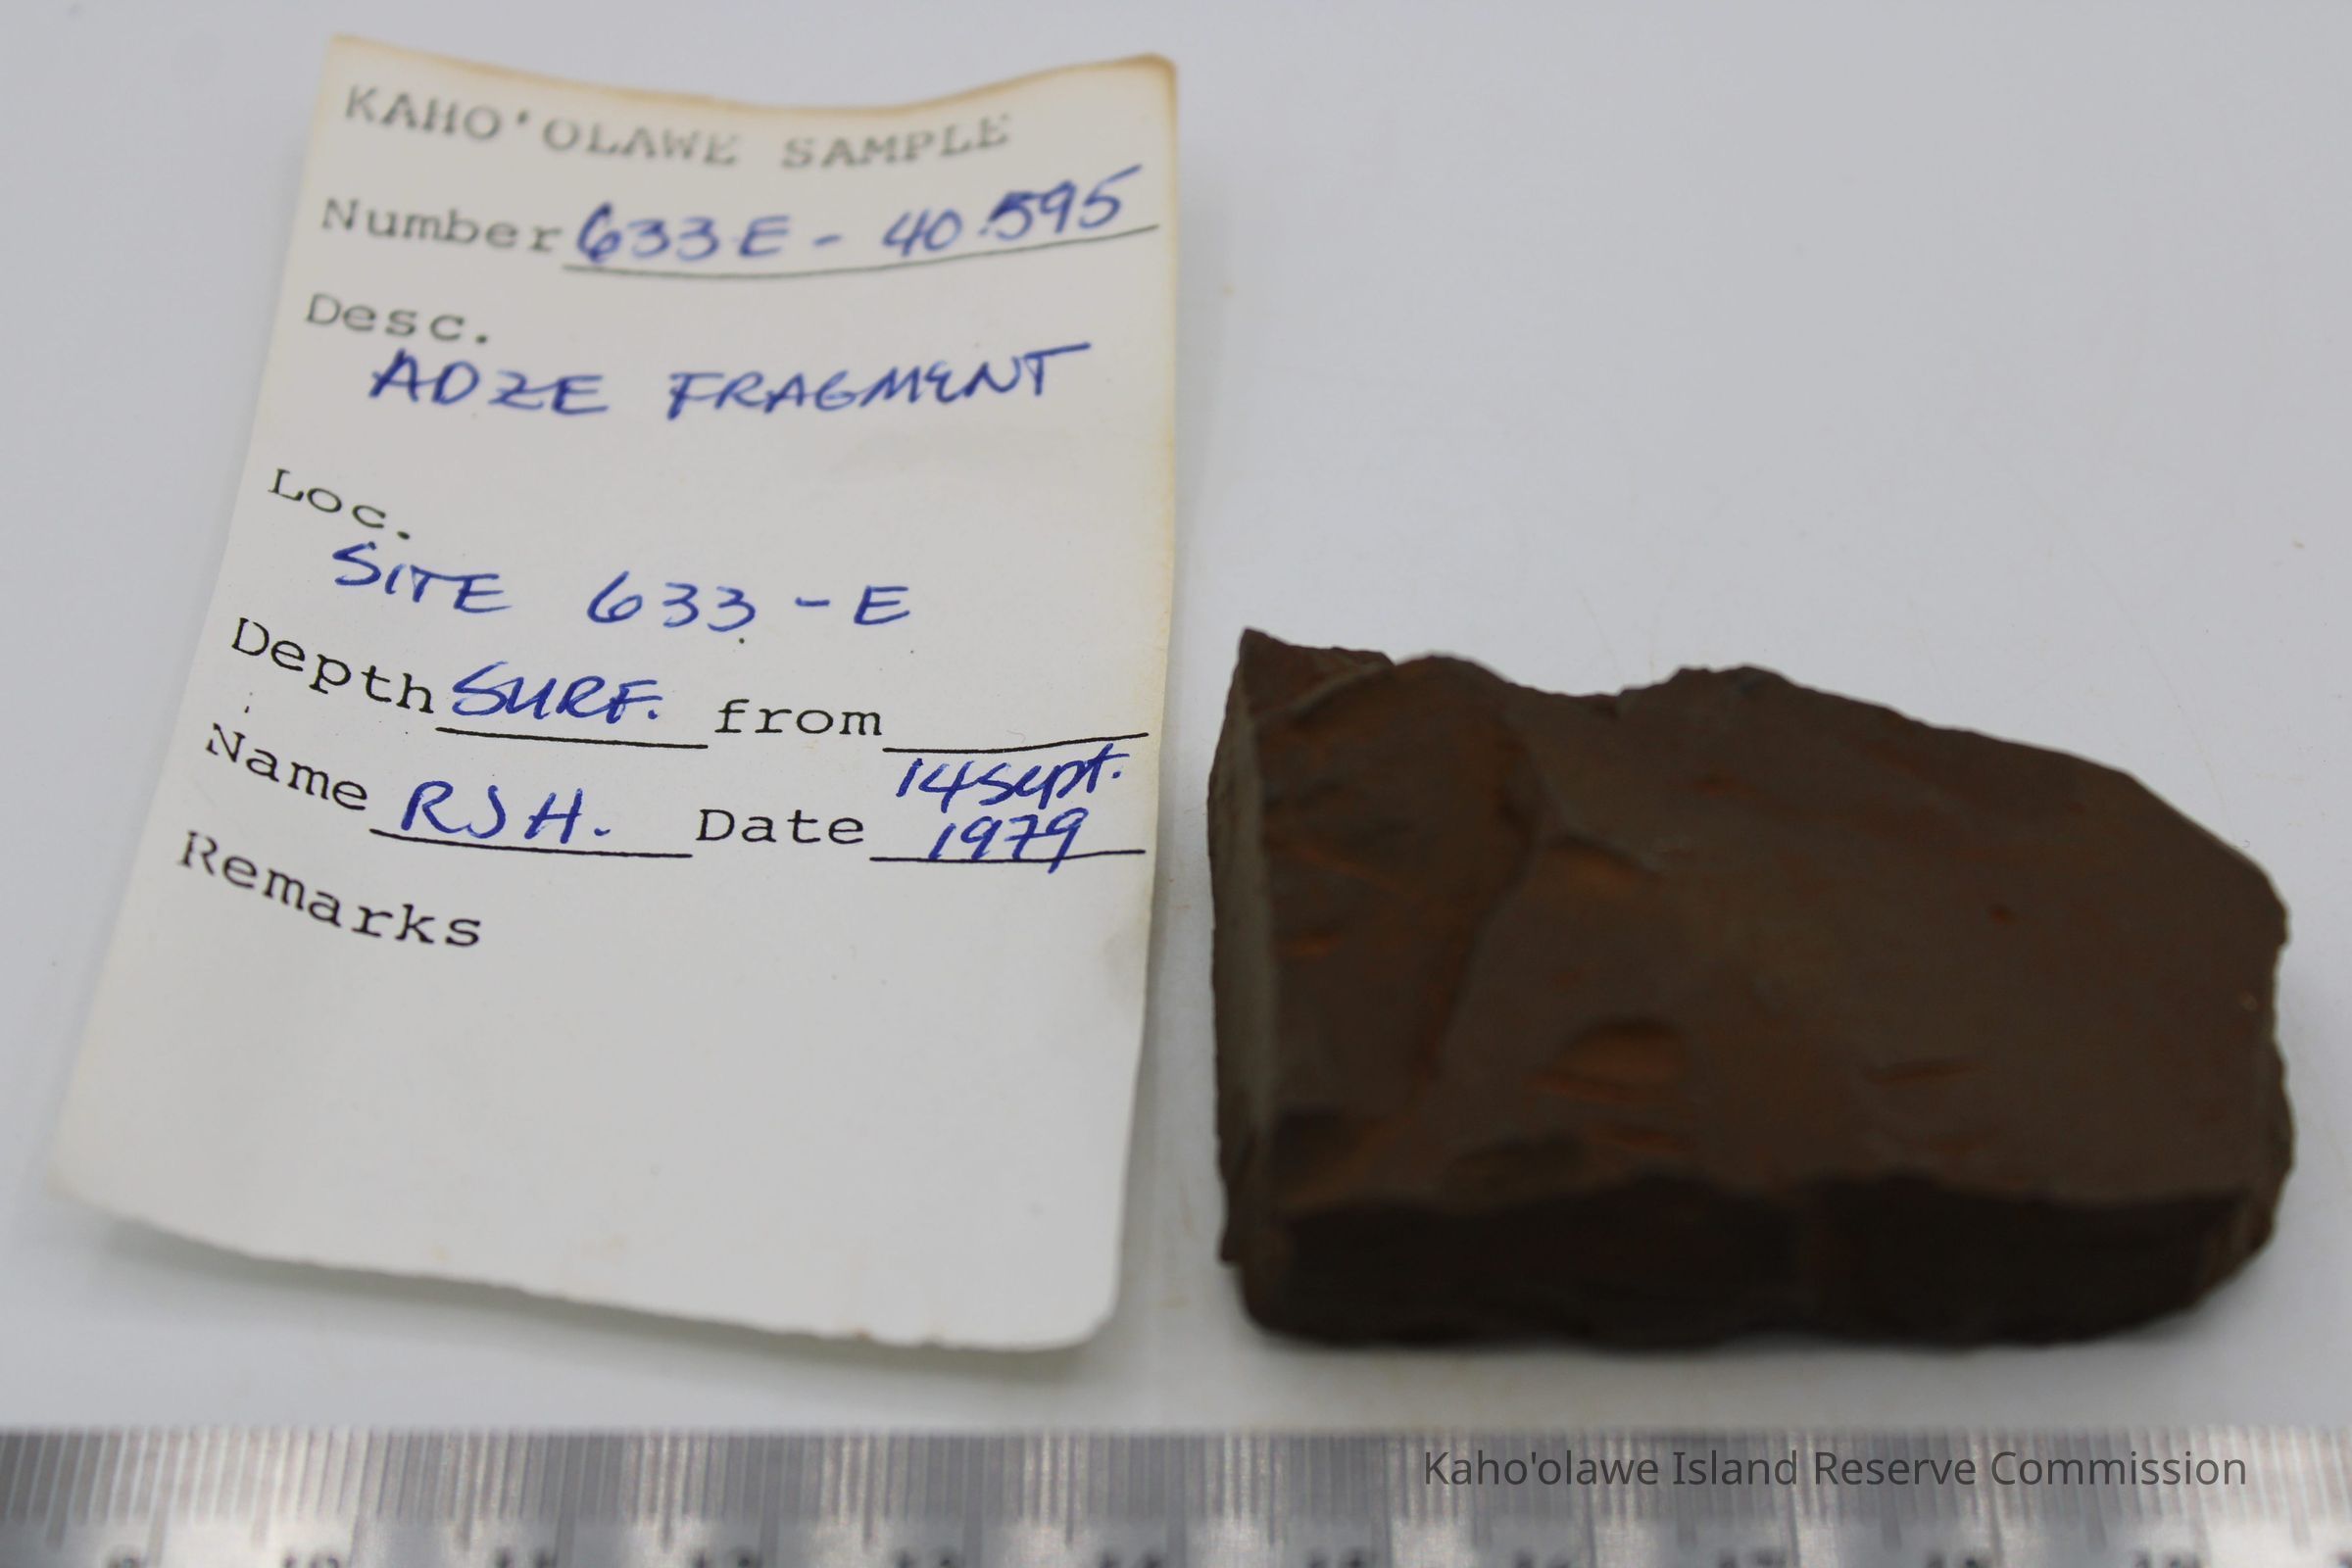 KAHO'OLAWE SAMPLE
Number 633E - 40.595
Desc.
ADZE FRAGMENT
Loc.
SITE 633 - E
Depth SURF. from
Name RJH. Date 14 Sept. 1979
Remarks
Kaho'olawe Island Reserve Commission